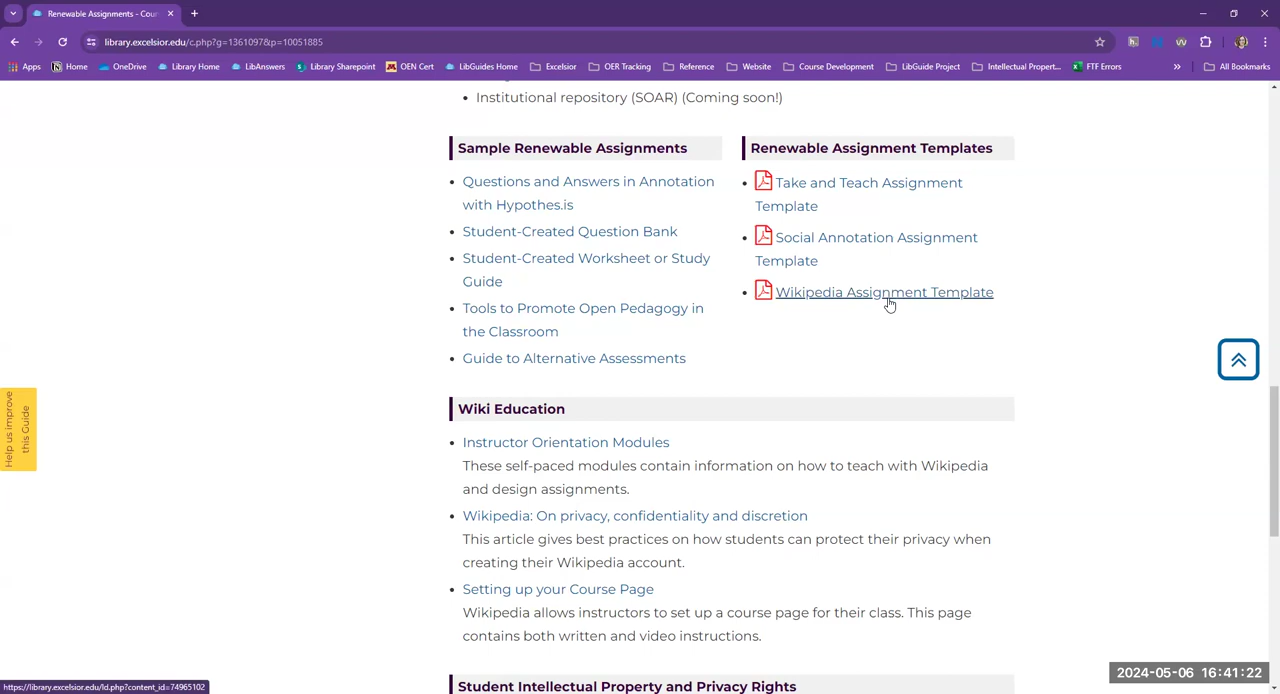 Renewable Assignments - Cour
library.excelsior.edu/c.php?g=1361097&p=10051885
Apps Home OneDrive Library Home LibAnswers Library Sharepoint OEN Cert LibGuides Home Excelsior OER Tracking Reference Website Course Development LibGuide Project Intellectual Propert... FTF Errors » All Bookmarks
Institutional repository (SOAR) (Coming soon!)
Sample Renewable Assignments
Questions and Answers in Annotation
with Hypothes.is
Student-Created Question Bank
Student-Created Worksheet or Study
Guide
Tools to Promote Open Pedagogy in
the Classroom
Guide to Alternative Assessments
Renewable Assignment Templates
Take and Teach Assignment
Template
Social Annotation Assignment
Template
Wikipedia Assignment Template
Wiki Education
Instructor Orientation Modules
These self-paced modules contain information on how to teach with Wikipedia
and design assignments.
Wikipedia: On privacy, confidentiality and discretion
This article gives best practices on how students can protect their privacy when
creating their Wikipedia account.
Setting up your Course Page
Wikipedia allows instructors to set up a course page for their class. This page
contains both written and video instructions.
Student Intellectual Property and Privacy Rights
Help us improve
this Guide
https://library.excelsior.edu/ld.php?content_id=74965102
2024-05-06 16:41:22